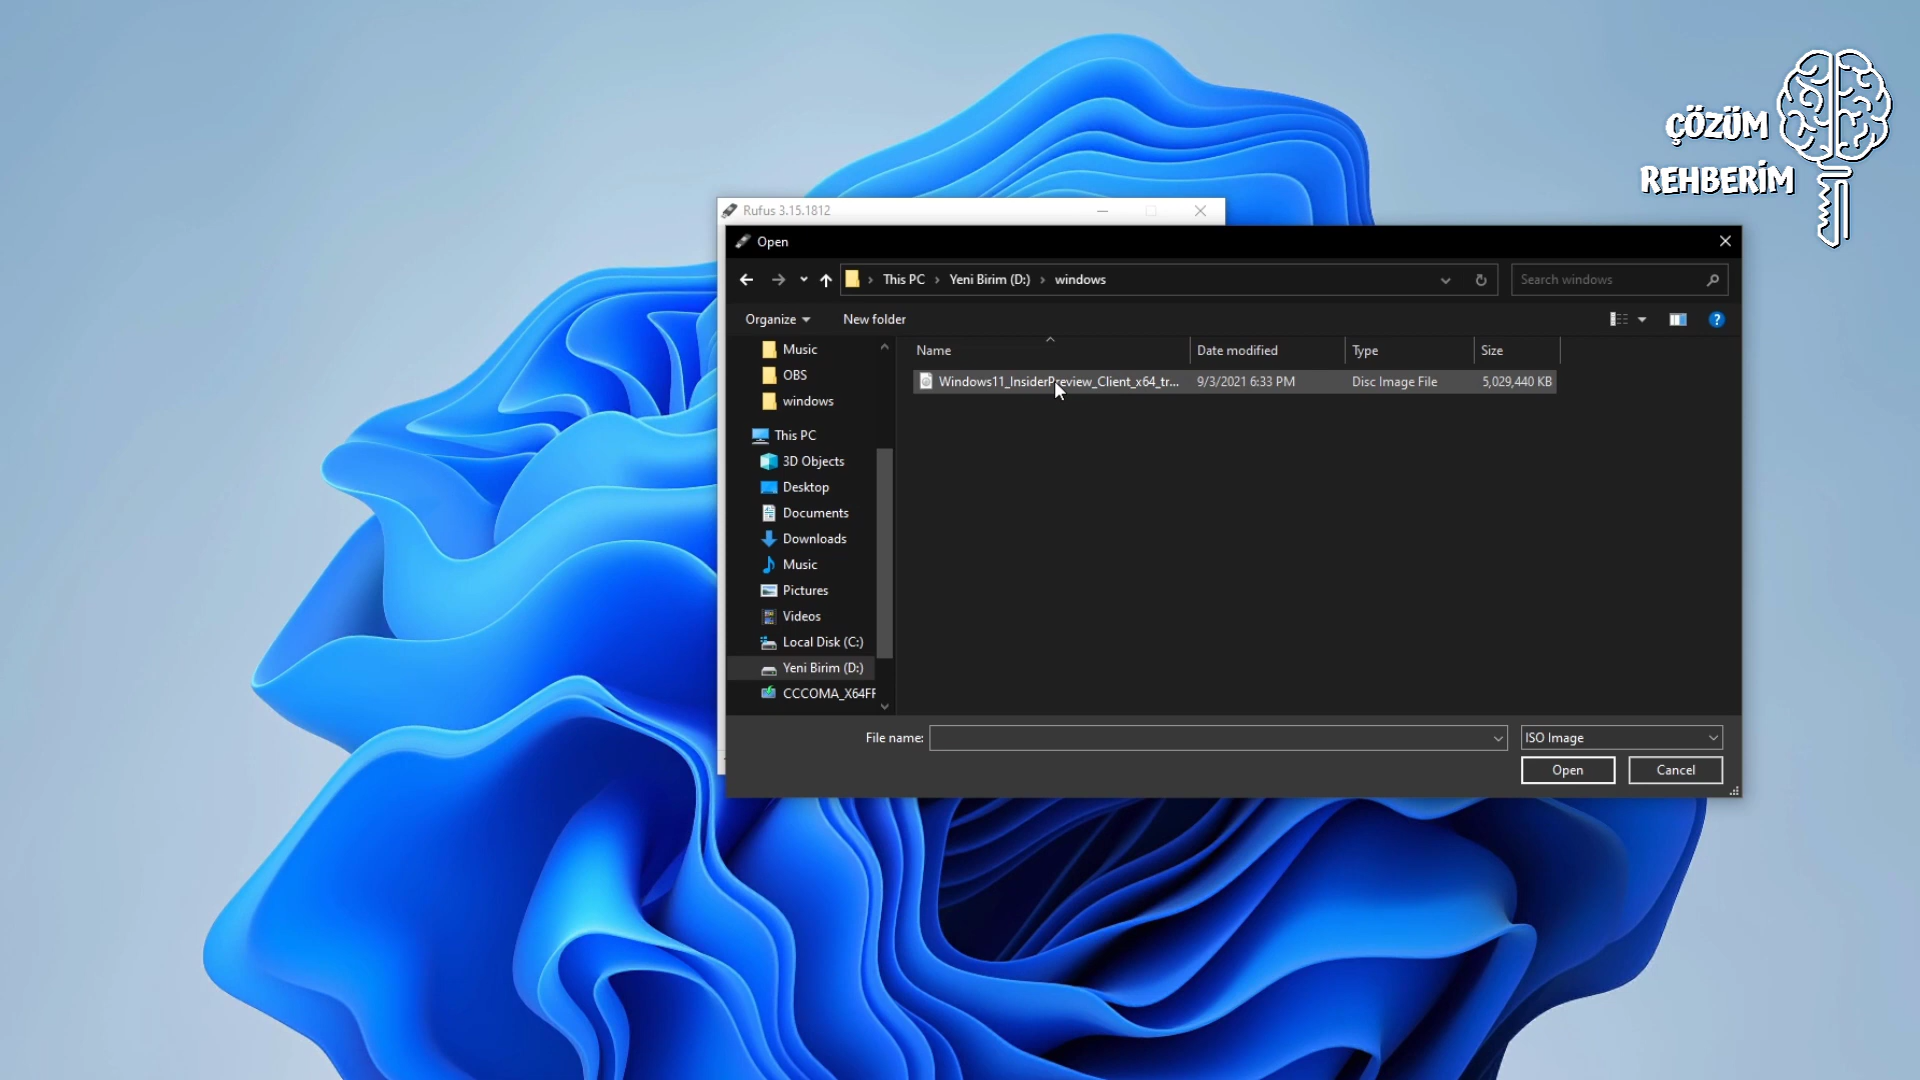 ÇÖZÜM
REHBERİM
Rufus 3.15.1812
Open
This PC
Yeni Birim (D:)
windows
Search windows
Organize
New folder
Name
Date modified
Type
Size
Windows11_InsiderPreview_Client_x64_tr...
9/3/2021 6:33 PM
Disc Image File
5,029,440 KB
Music
OBS
windows
This PC
3D Objects
Desktop
Documents
Downloads
Music
Pictures
Videos
Local Disk (C:)
Yeni Birim (D:)
CCCOMA_X64FF
File name:
ISO Image
Open
Cancel